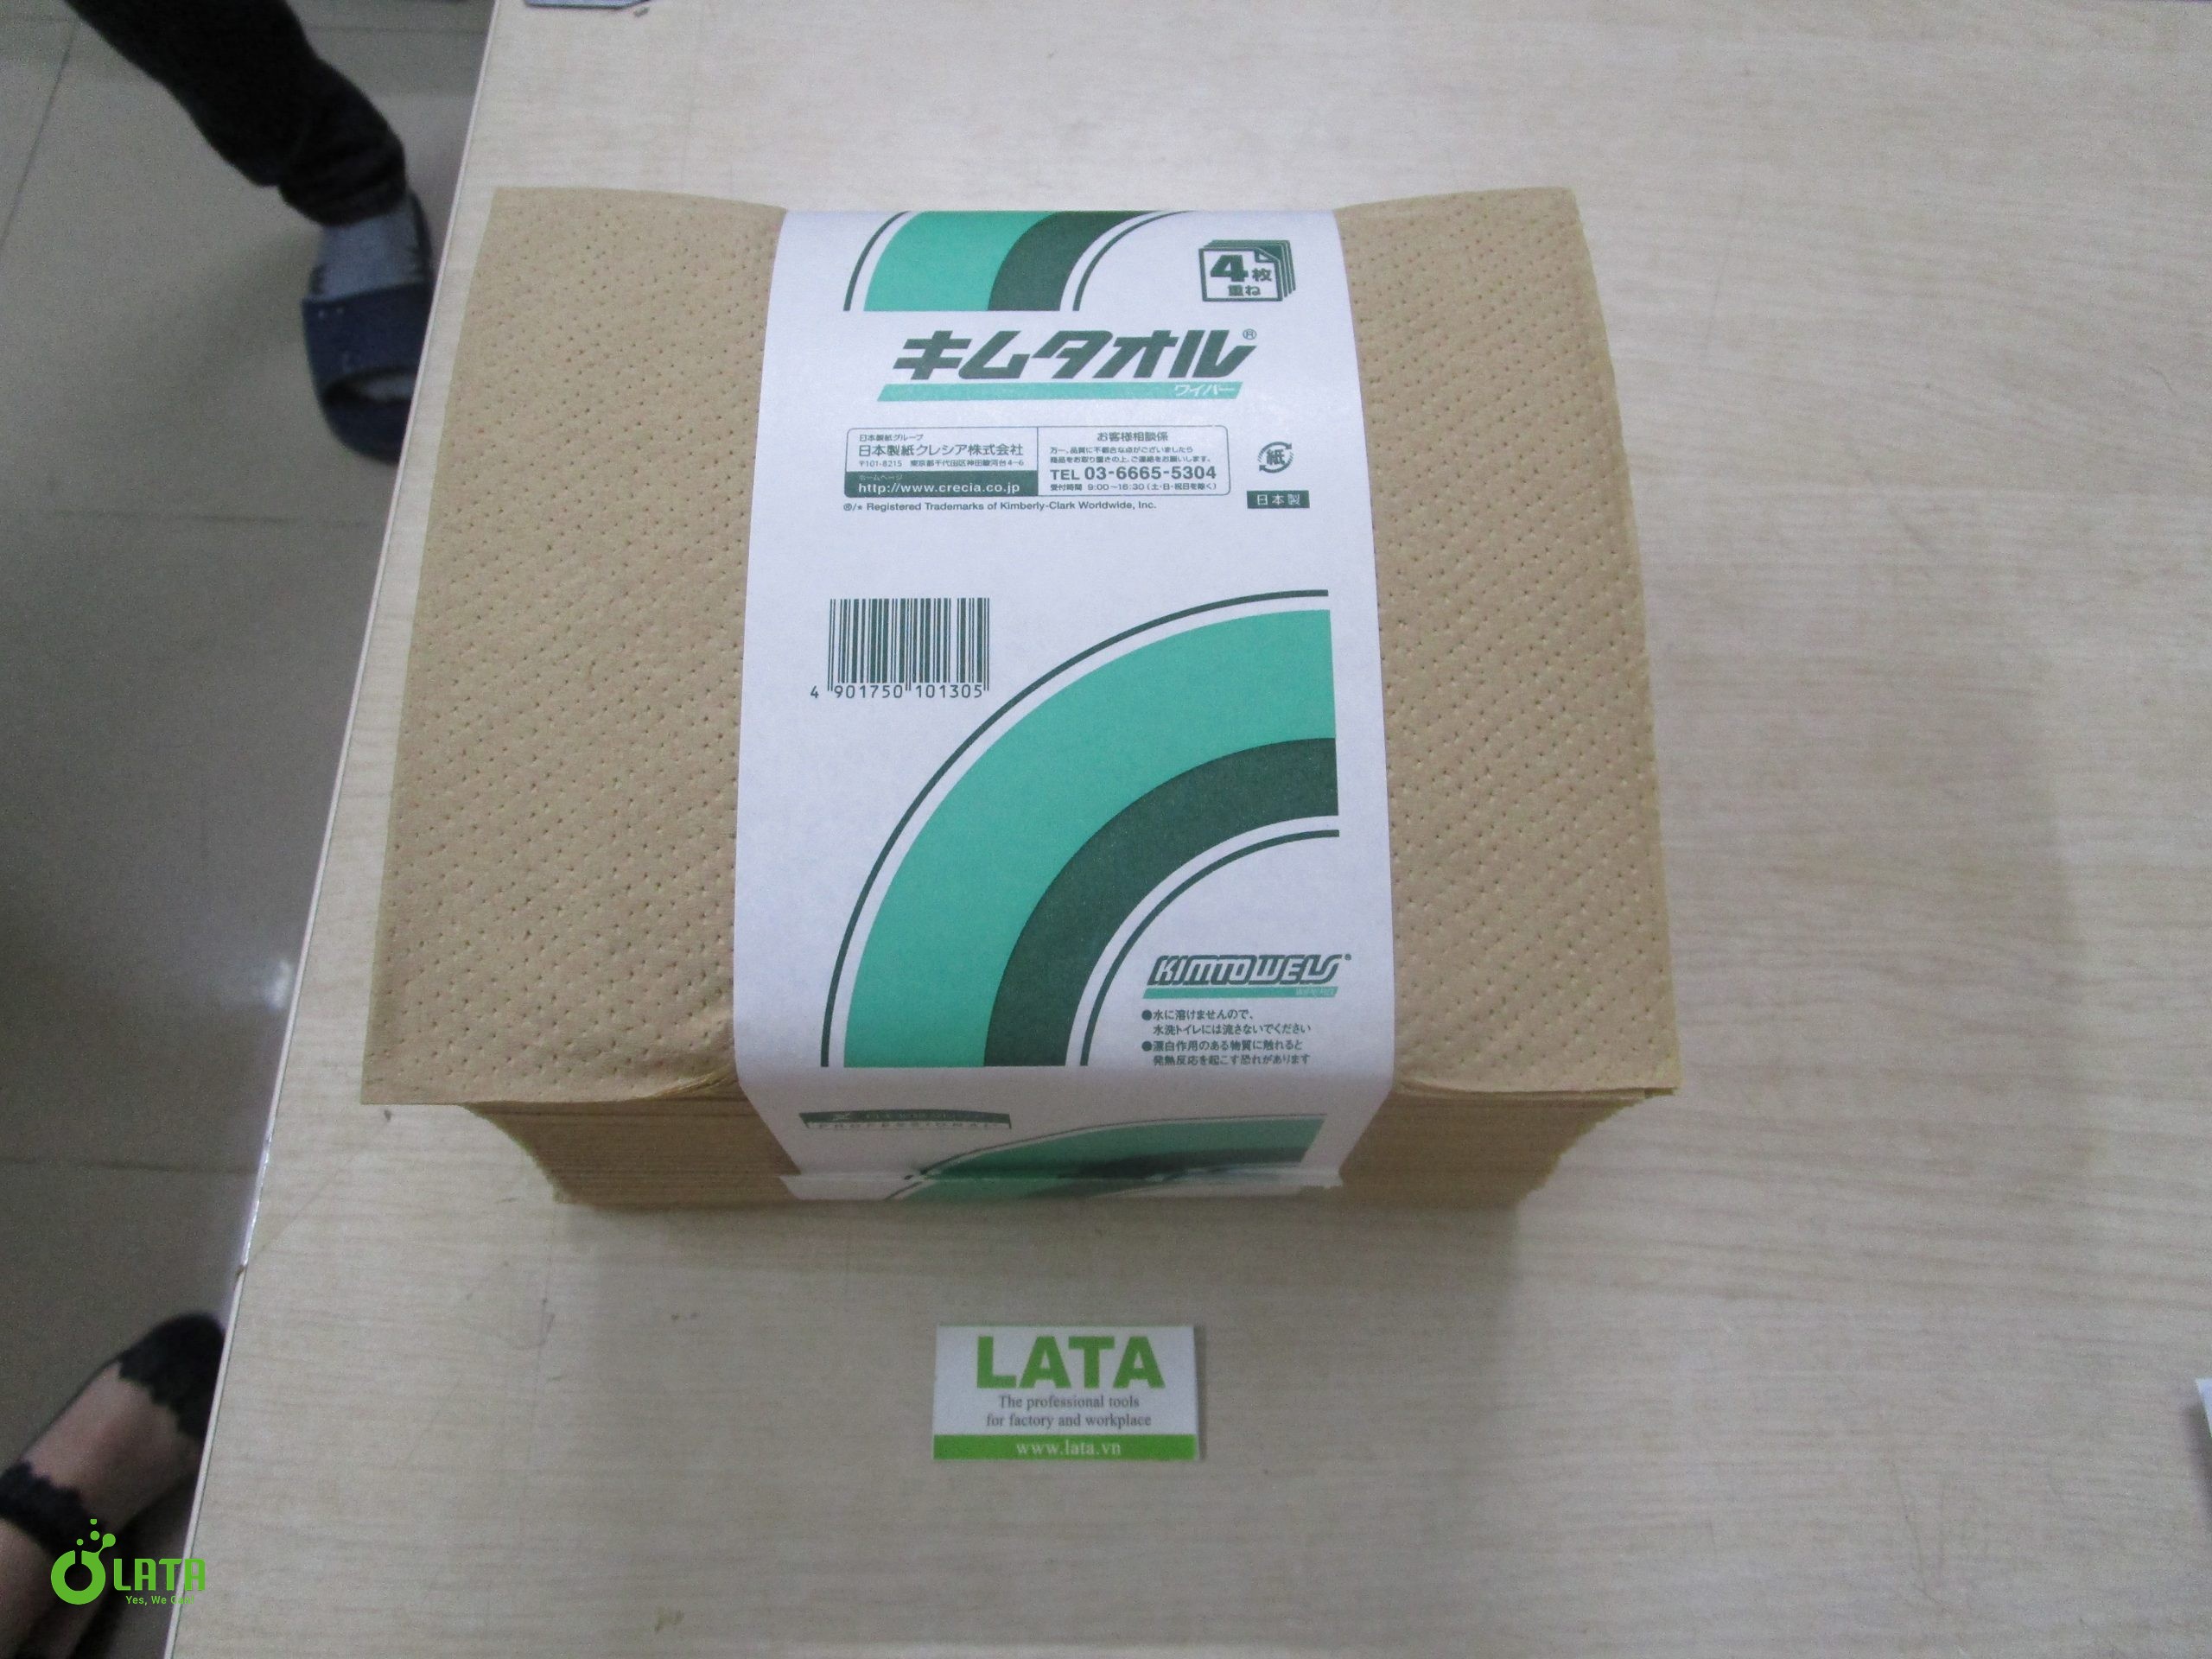 4枚
重ね
キムタオル®
ワイパー
日本製紙グループ
日本製紙クレシア株式会社
〒101-8215 東京都千代田区神田駿河台4-6
ホームページ
http://www.crecia.co.jp
お客様相談係
万一、品質に不都合な点がございましたら
商品をお取り置きの上、ご連絡をお願いします。
TEL 03-6665-5304
受付時間 9:00〜16:30(土・日・祝日を除く)
紙
日本製
®/* Registered Trademarks of Kimberly-Clark Worldwide, Inc.
4 901750 101305
KIMTOWELS®
●水に溶けませんので、
水洗トイレには流さないでください
●漂白作用のある物質に触れると
発熱反応を起こす恐れがあります
PROFESSIONAL
LATA
The professional tools
for factory and workplace
www.lata.vn
LATA
Yes, We